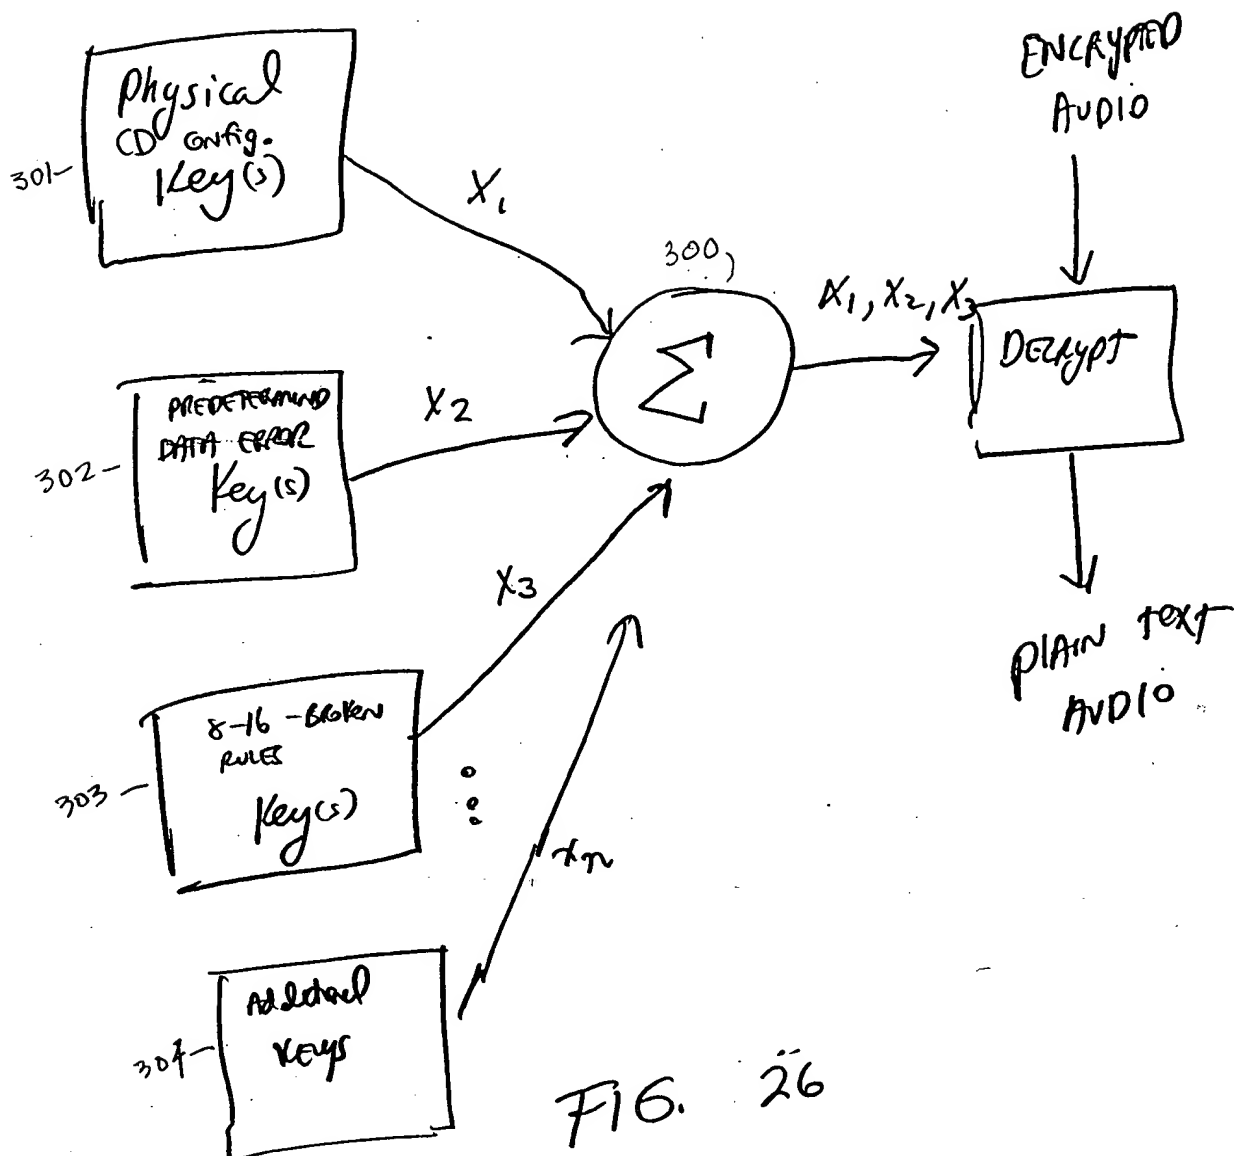 Physical
CD Config.
Key(s)
301
X1
ENCRYPTED
AUDIO
300
X1, X2, X3
DECRYPT
PREDETERMIND
DATA ERROR
Key(s)
302
X2
X3
PLAIN TEXT
AUDIO
8-16 - BROKEN
RULES
Key(s)
303
Σ
xn
Additional
KEYS
304
FIG. 26